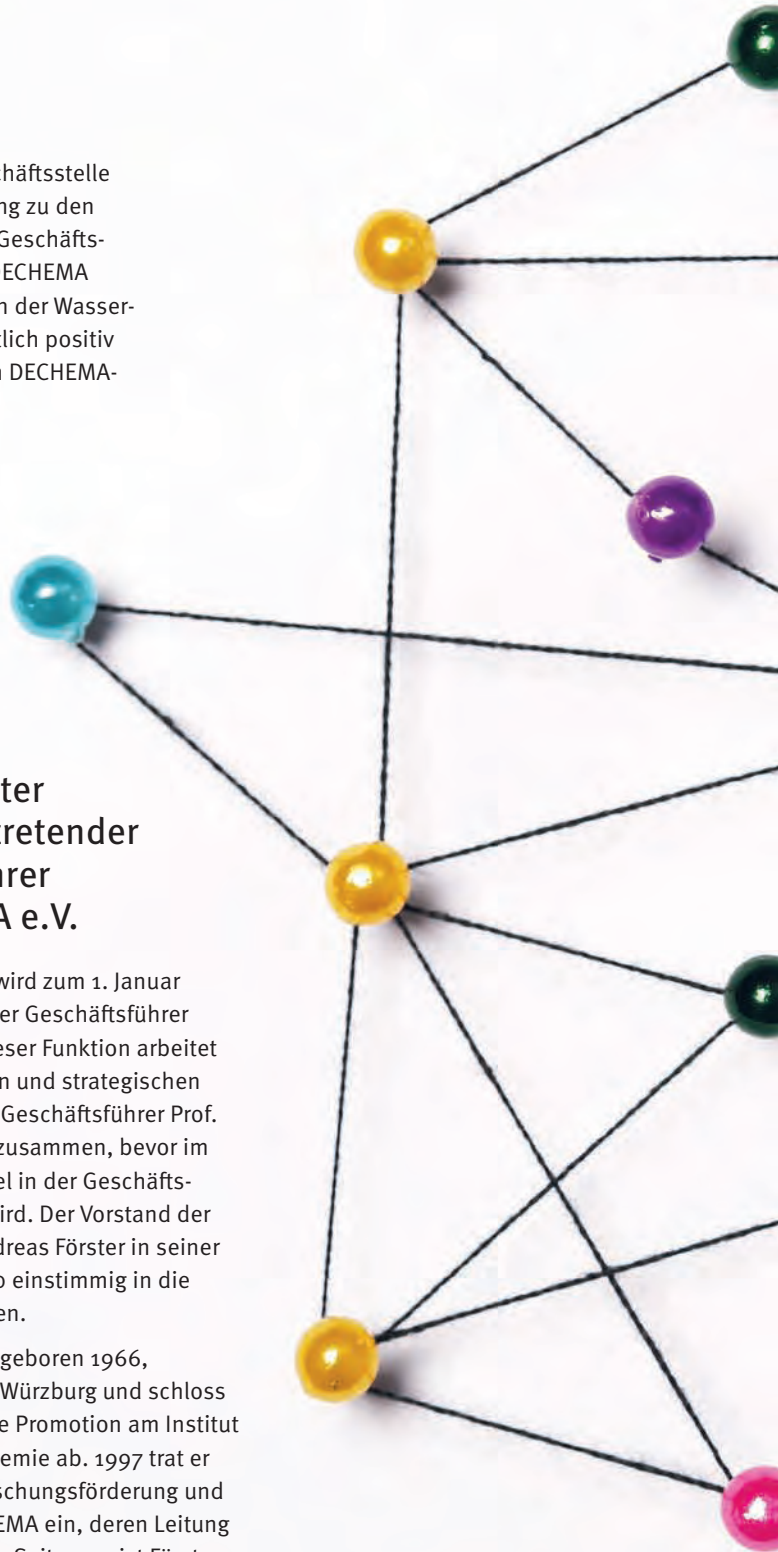 häftsstelle
ng zu den
Geschäfts-
DECHEMA
n der Wasser-
lich positiv
n DECHEMA-
ter
tretender
hrer
A e.V.
wird zum 1. Januar
er Geschäftsführer
eser Funktion arbeitet
n und strategischen
Geschäftsführer Prof.
zusammen, bevor im
el in der Geschäfts-
ird. Der Vorstand der
dreas Förster in seiner
o einstimmig in die
en.
geboren 1966,
Würzburg und schloss
e Promotion am Institut
emie ab. 1997 trat er
schungsförderung und
EMA ein, deren Leitung